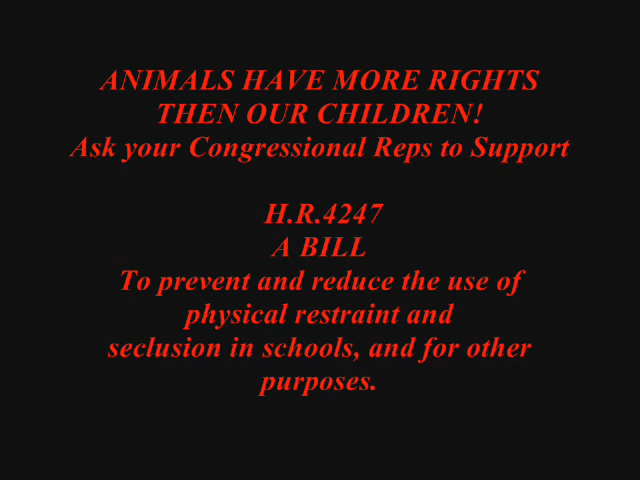 ANIMALS HAVE MORE RIGHTS
THEN OUR CHILDREN!
Ask your Congressional Reps to Support
H.R.4247
A BILL
To prevent and reduce the use of
physical restraint and
seclusion in schools, and for other
purposes.